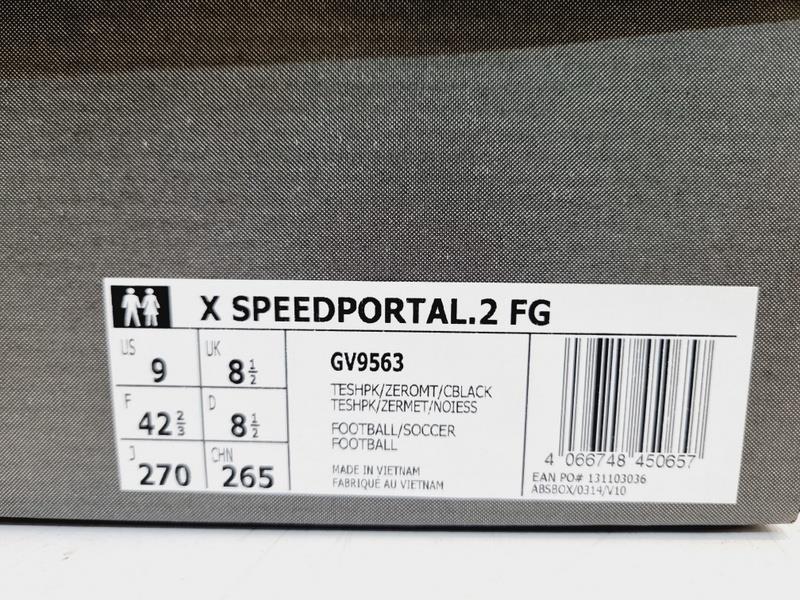 X SPEEDPORTAL.2 FG
US 9 UK 8 1/2
F 42 2/3 D 8 1/2
J 270 CHN 265
GV9563
TESHPK/ZEROMT/CBLACK
TESHPK/ZERMET/NOIESS
FOOTBALL/SOCCER
FOOTBALL
MADE IN VIETNAM
FABRIQUÉ AU VIETNAM
4 066748 450657
EAN PO# 131103036
ABSBOX/0314/V10